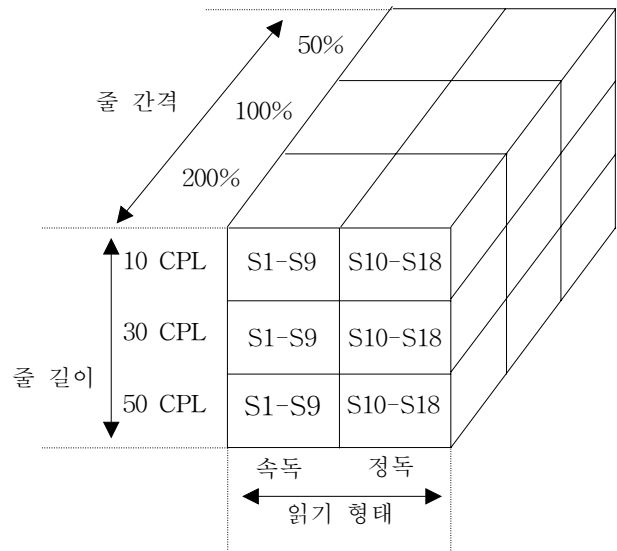 50%
줄 간격
100%
200%
10 CPL S1-S9 S10-S18
30 CPL S1-S9 S10-S18
줄 길이
50 CPL S1-S9 S10-S18
속독 정독
읽기 형태